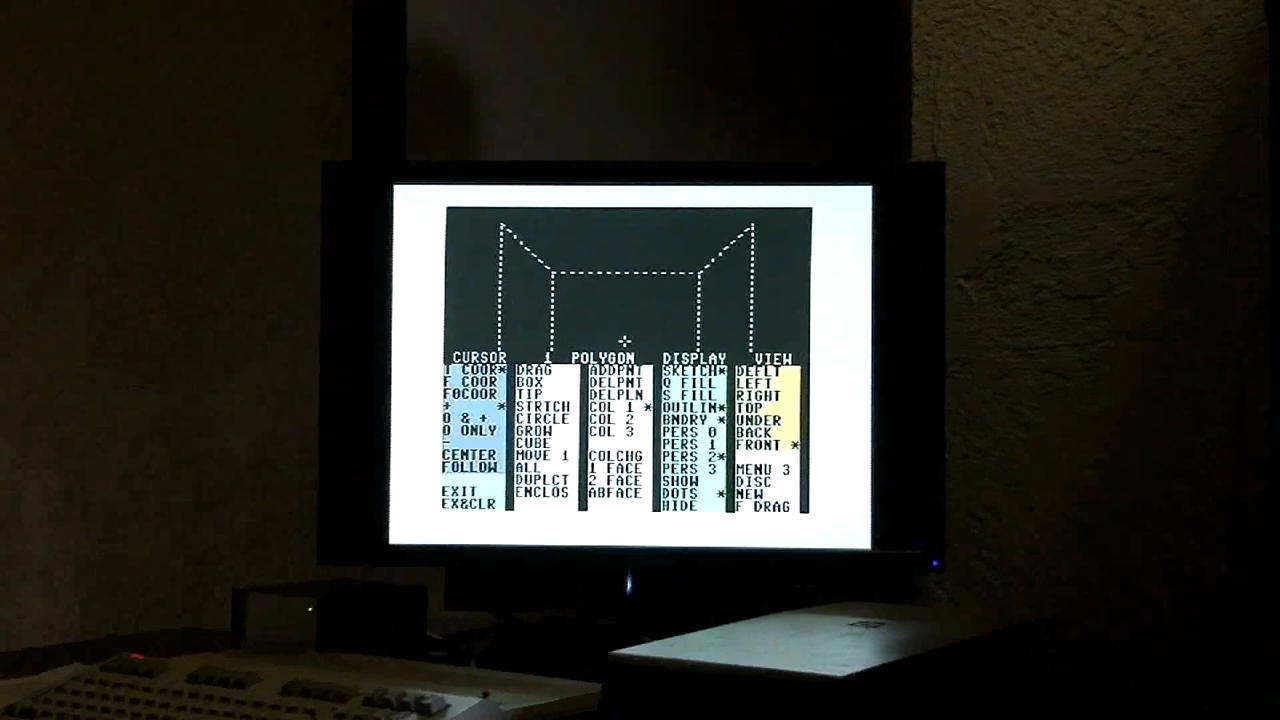 CURSOR 1 POLYGON DISPLAY VIEW
T COOR* DRAG ADDPNT SKETCH* DEFLT
F COOR BOX DELPNT Q FILL LEFT
F0COOR TIP DELPLN S FILL RIGHT
+ * STRTCH COL 1 * OUTLIN* TOP
O & + CIRCLE COL 2 BNDRY * UNDER
O ONLY GROW COL 3 PERS 0 BACK
CUBE PERS 1 FRONT *
CENTER MOVE 1 COLCHG PERS 2*
FOLLOW ALL 1 FACE PERS 3 MENU 3
DUPLCT 2 FACE SHOW DISC
EXIT ENCLOS ABFACE DOTS * NEW
EX&CLR HIDE F DRAG